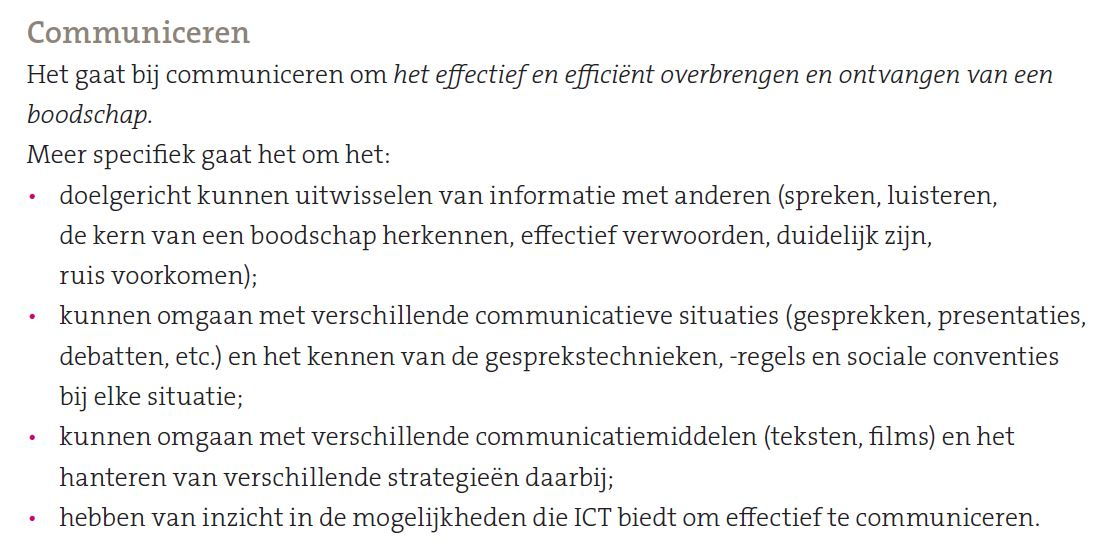 Communiceren
Het gaat bij communiceren om het effectief en efficiënt overbrengen en ontvangen van een
boodschap.
Meer specifiek gaat het om het:
• doelgericht kunnen uitwisselen van informatie met anderen (spreken, luisteren,
de kern van een boodschap herkennen, effectief verwoorden, duidelijk zijn,
ruis voorkomen);
• kunnen omgaan met verschillende communicatieve situaties (gesprekken, presentaties,
debatten, etc.) en het kennen van de gesprekstechnieken, -regels en sociale conventies
bij elke situatie;
• kunnen omgaan met verschillende communicatiemiddelen (teksten, films) en het
hanteren van verschillende strategieën daarbij;
• hebben van inzicht in de mogelijkheden die ICT biedt om effectief te communiceren.